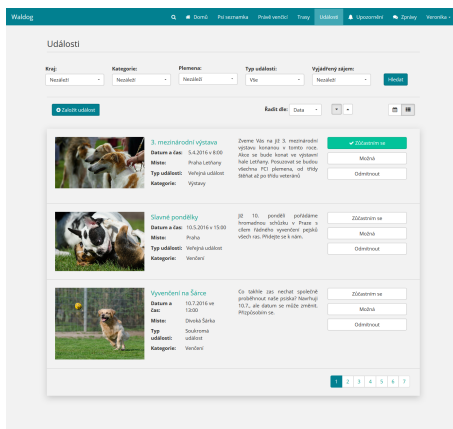 Waldog
Domů Psí seznamka Právě venčící Trasy Události Upozornění Zprávy Veronika
Události
Kraj: Kategorie: Plemena: Typ události: Vyjádřený zájem:
Nezáleží Nezáleží Nezáleží Vše Nezáleží Hledat
Založit událost Řadit dle: Data
3. mezinárodní výstava
Datum a čas: 5.4.2016 v 8:00
Místo: Praha Letňany
Typ události: Veřejná událost
Kategorie: Výstavy
Zveme Vás na již 3. mezinárodní
výstavu konanou v tomto roce.
Akce se bude konat ve výstavní
hale Letňany. Posuzovat se budou
všechna FCI plemena, od třídy
štěňat až po třídu veteránů
Zúčastním se
Možná
Odmítnout
Slavné pondělky
Datum a čas: 10.5.2016 v 15:00
Místo: Praha
Typ události: Veřejná událost
Kategorie: Venčení
Již 10. pondělí pořádáme
hromadnou schůzku v Praze s
cílem řádného vyvenčení pejsků
všech ras. Přidejte se k nám.
Zúčastním se
Možná
Odmítnout
Vyvenčení na Šárce
Datum a čas: 10.7.2016 ve 13:00
Místo: Divoká Šárka
Typ události: Soukromá událost
Kategorie: Venčení
Co takhle zas nechat společně
proběhnout naše psiska? Navrhuji
10.7., ale datum se může změnit.
Přizpůsobím se.
Zúčastním se
Možná
Odmítnout
1 2 3 4 5 6 7